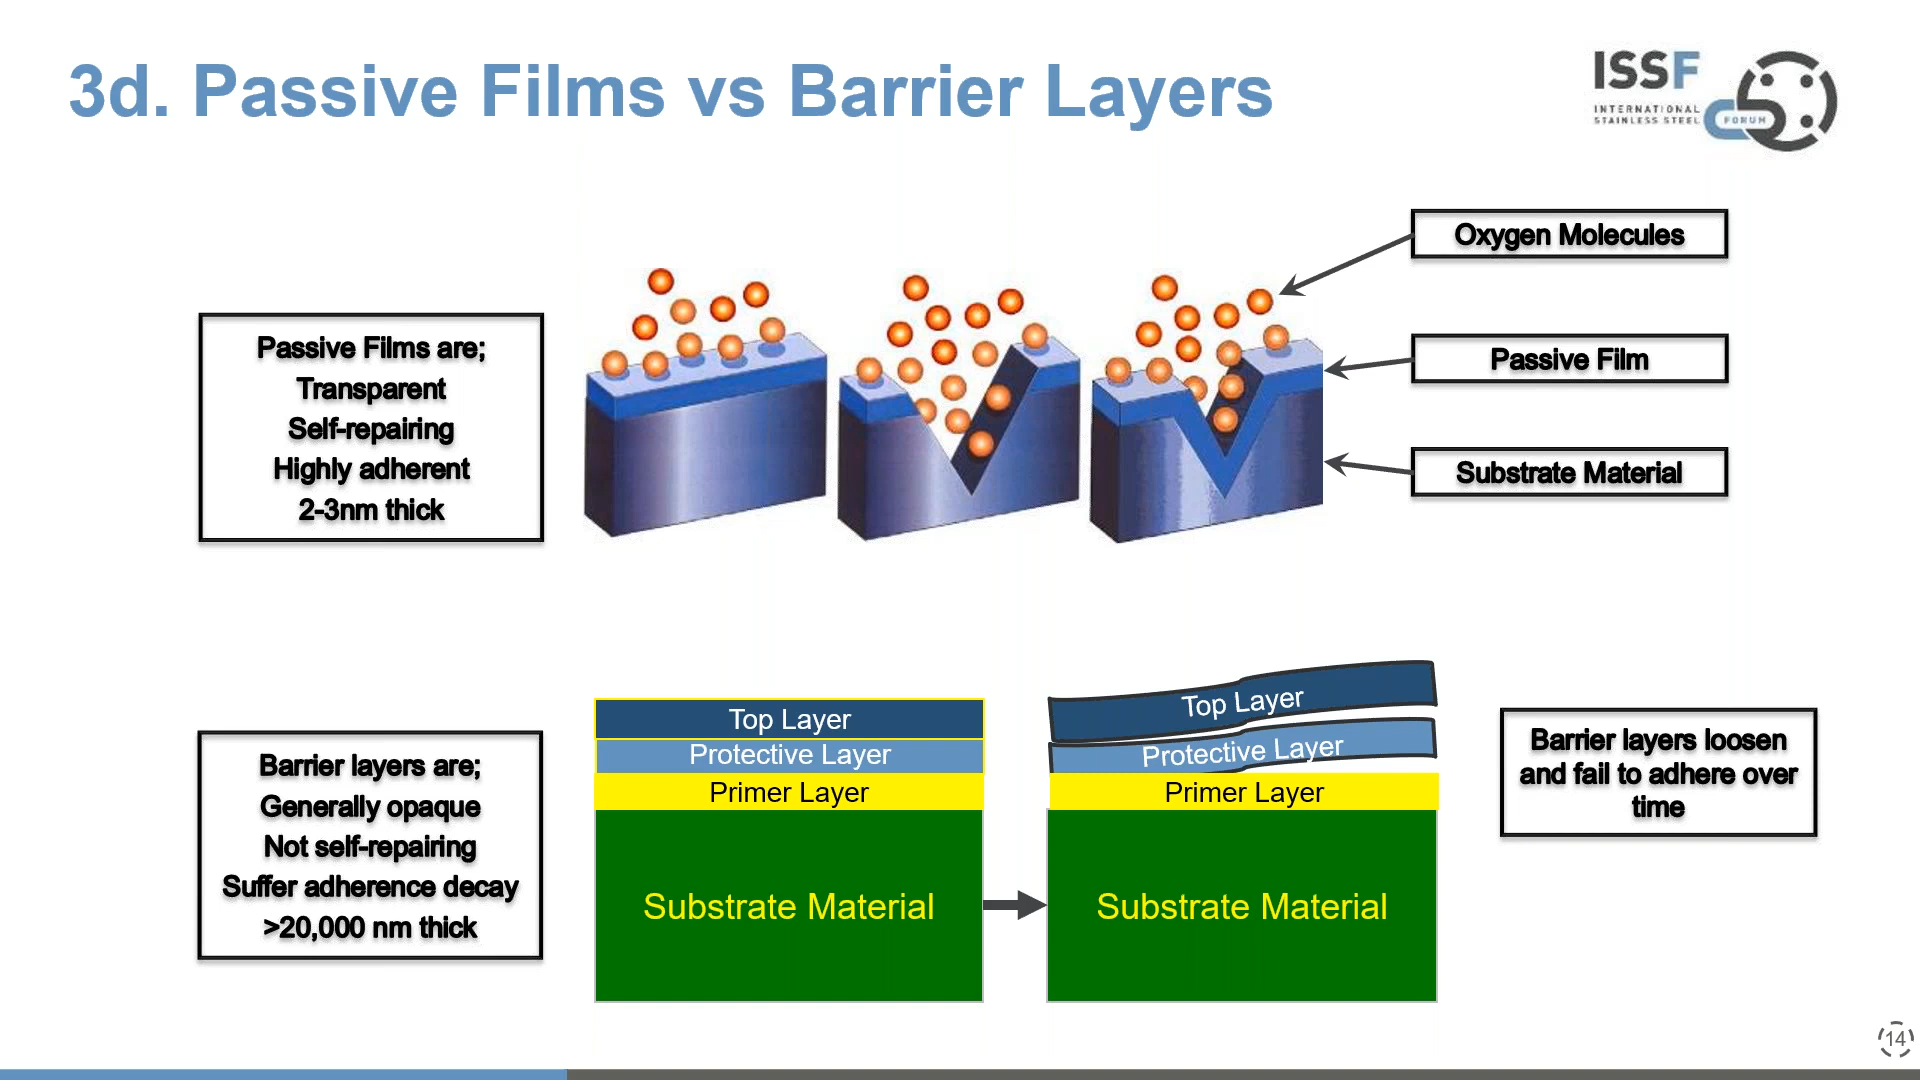 3d. Passive Films vs Barrier Layers
ISSF
INTERNATIONAL
STAINLESS STEEL
FORUM
Oxygen Molecules
Passive Film
Substrate Material
Passive Films are;
Transparent
Self-repairing
Highly adherent
2-3nm thick
Barrier layers are;
Generally opaque
Not self-repairing
Suffer adherence decay
>20,000 nm thick
Top Layer
Protective Layer
Primer Layer
Substrate Material
Top Layer
Protective Layer
Primer Layer
Substrate Material
Barrier layers loosen
and fail to adhere over
time
14